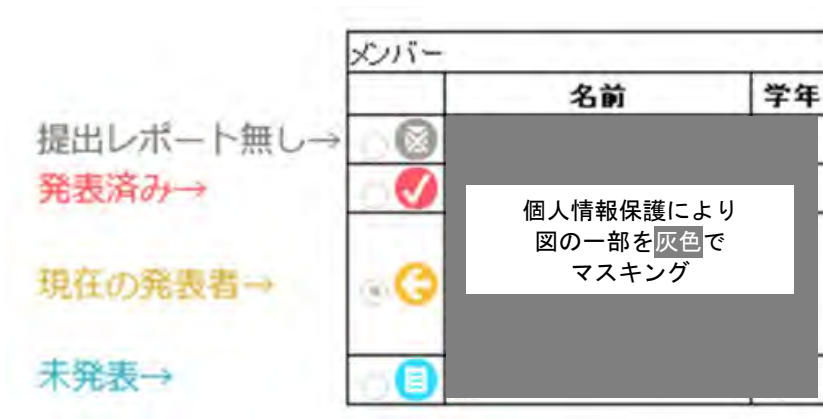 メンバー
名前 学年
提出レポート無し→
発表済み→
個人情報保護により
図の一部を灰色で
マスキング
現在の発表者→
未発表→